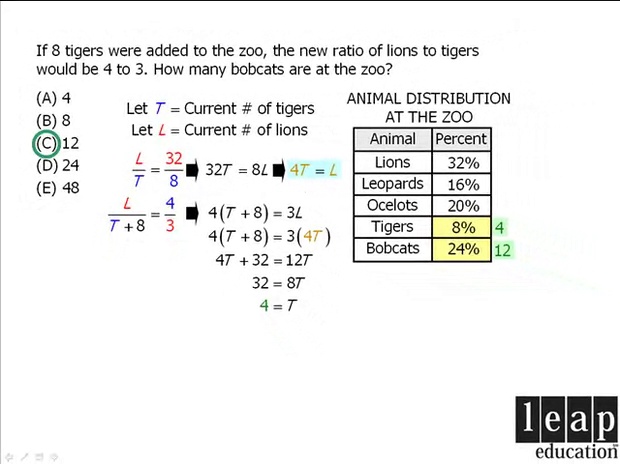 If 8 tigers were added to the zoo, the new ratio of lions to tigers
would be 4 to 3. How many bobcats are at the zoo?
(A) 4
(B) 8
(C) 12
(D) 24
(E) 48
Let T = Current # of tigers
Let L = Current # of lions
L/T = 32/8 ➡ 32T = 8L ➡ 4T = L
L/T + 8 = 4/3 ➡ 4(T + 8) = 3L
4(T + 8) = 3(4T)
4T + 32 = 12T
32 = 8T
4 = T
ANIMAL DISTRIBUTION
AT THE ZOO
Animal Percent
Lions 32%
Leopards 16%
Ocelots 20%
Tigers 8% 4
Bobcats 24% 12
leap
education